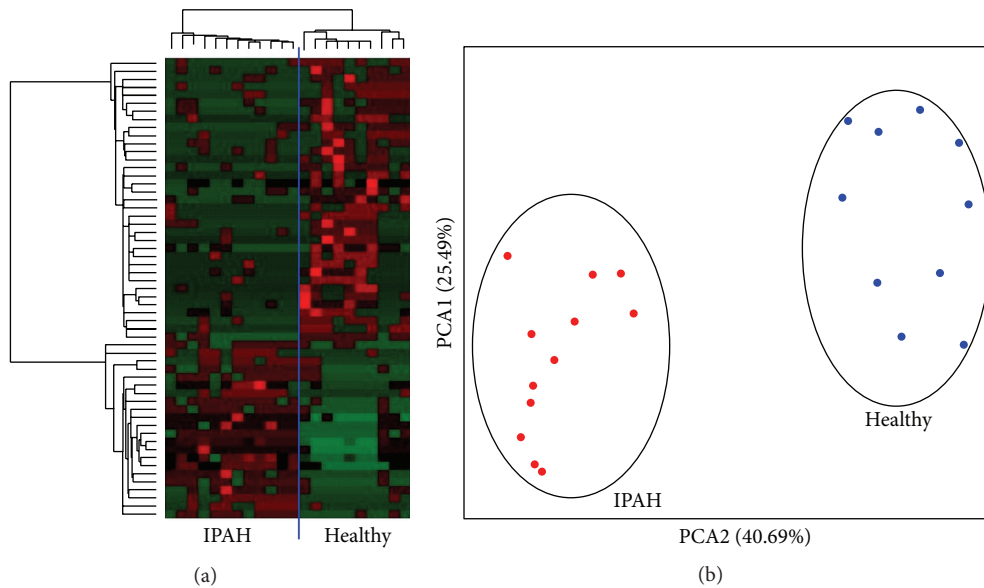 IPAH
Healthy
(a)
PCA1 (25.49%)
Healthy
IPAH
PCA2 (40.69%)
(b)